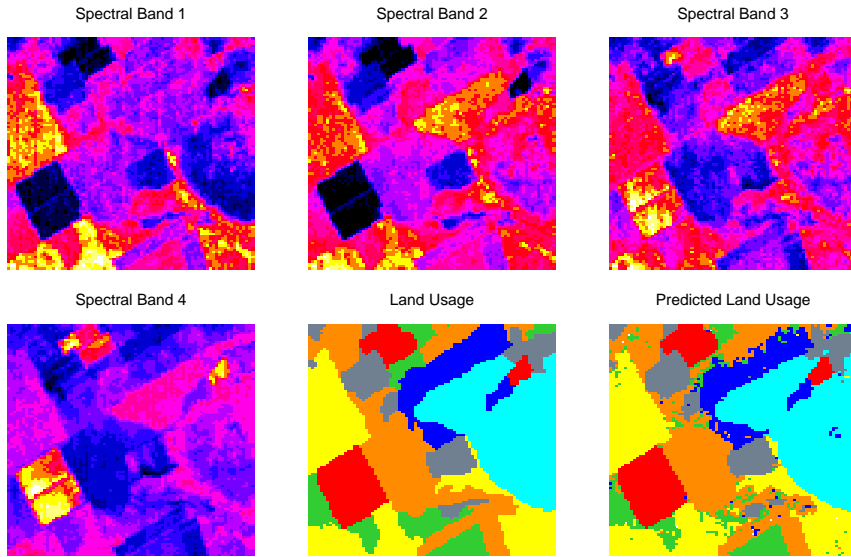 Spectral Band 1
Spectral Band 2
Spectral Band 3
Spectral Band 4
Land Usage
Predicted Land Usage